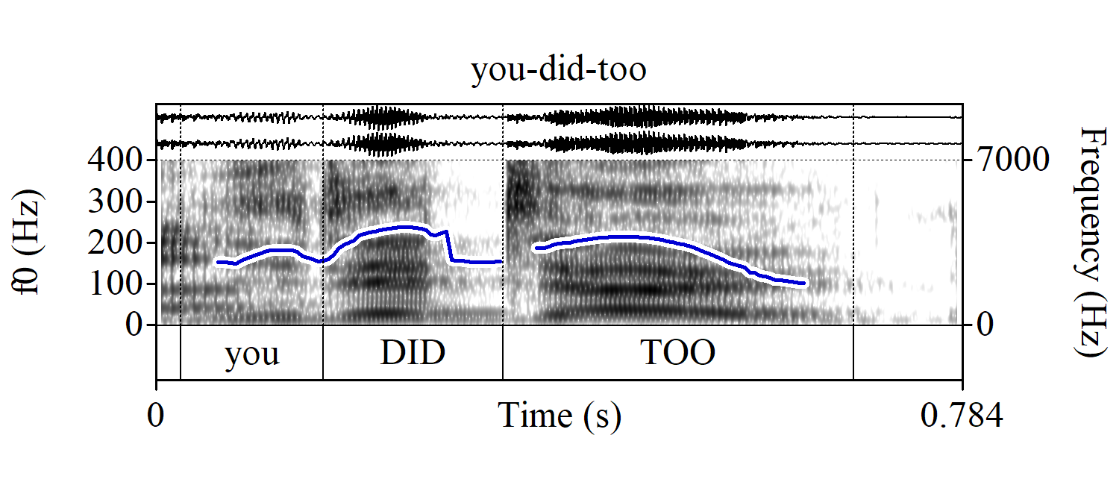 you-did-too
400
300
200
100
0
f0 (Hz)
7000
0
Frequency (Hz)
you DID TOO
0 Time (s) 0.784